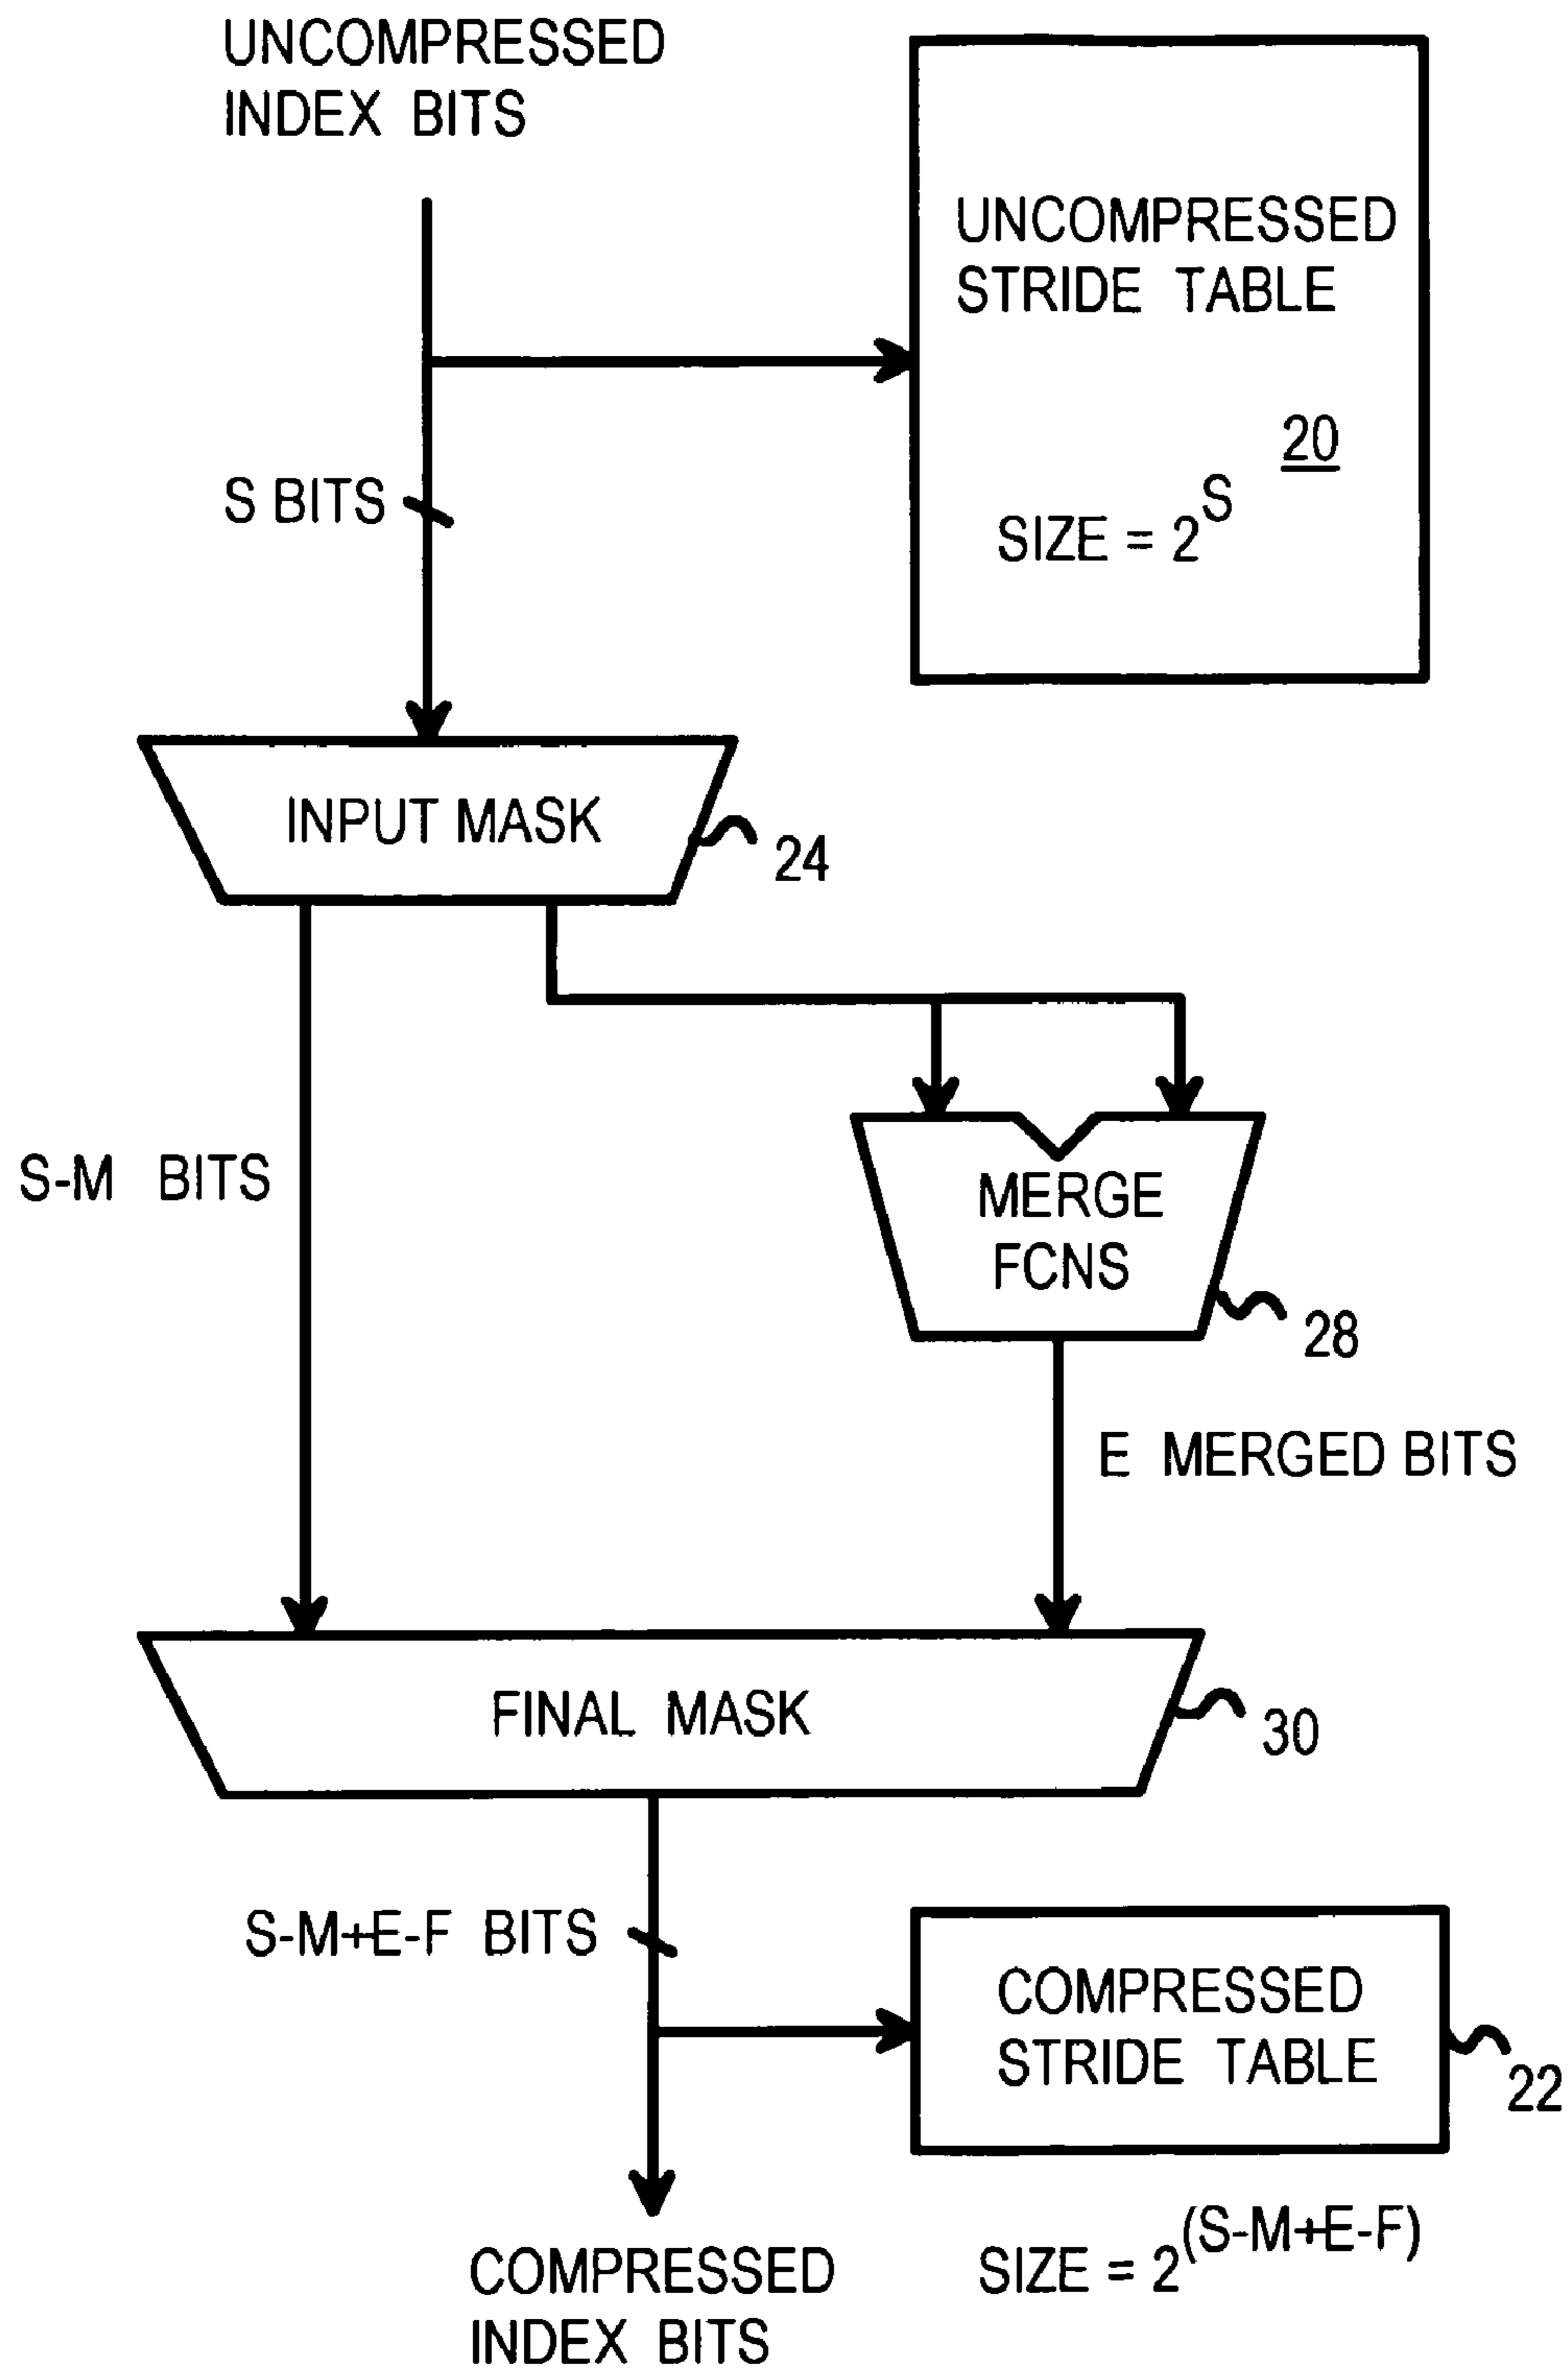 UNCOMPRESSED
INDEX BITS
UNCOMPRESSED
STRIDE TABLE
20
S BITS
SIZE = 2^S
INPUT MASK
24
S-M BITS
MERGE
FCNS
28
E MERGED BITS
FINAL MASK
30
S-M+E-F BITS
COMPRESSED
STRIDE TABLE
22
SIZE = 2^(S-M+E-F)
COMPRESSED
INDEX BITS